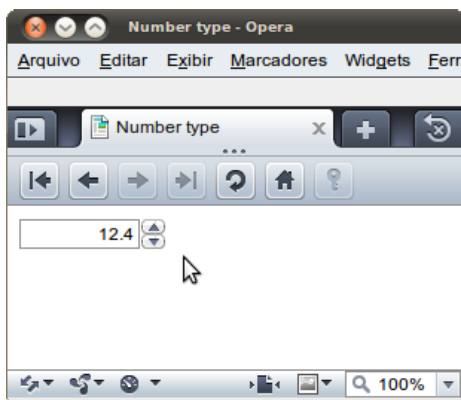 Number type - Opera
Arquivo Editar Exibir Marcadores Widgets Ferr
Number type
12.4
100%